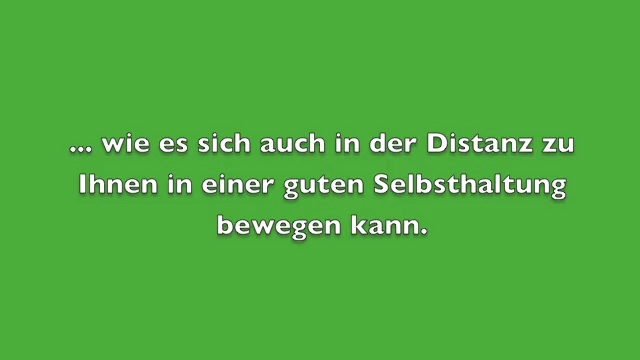 ... wie es sich auch in der Distanz zu
Ihnen in einer guten Selbsthaltung
bewegen kann.